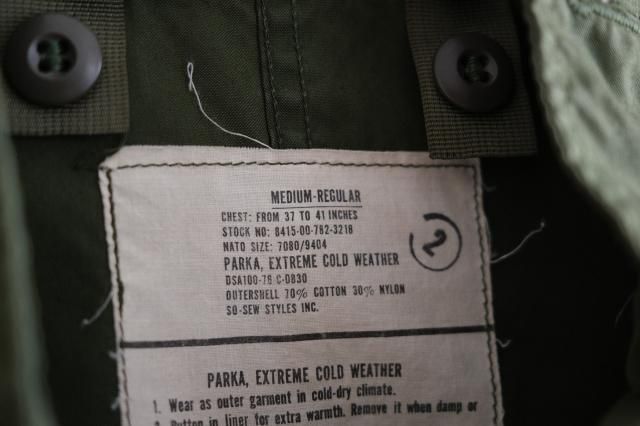 MEDIUM-REGULAR
CHEST: FROM 37 TO 41 INCHES
STOCK NO: 8415-00-782-3218
NATO SIZE: 7080/9404
PARKA, EXTREME COLD WEATHER
DSA100-76-C-0830
OUTERSHELL 70% COTTON 30% NYLON
SO-SEW STYLES INC.
2
PARKA, EXTREME COLD WEATHER
1. Wear as outer garment in cold-dry climate.
Button in liner for extra warmth. Remove it when damp or